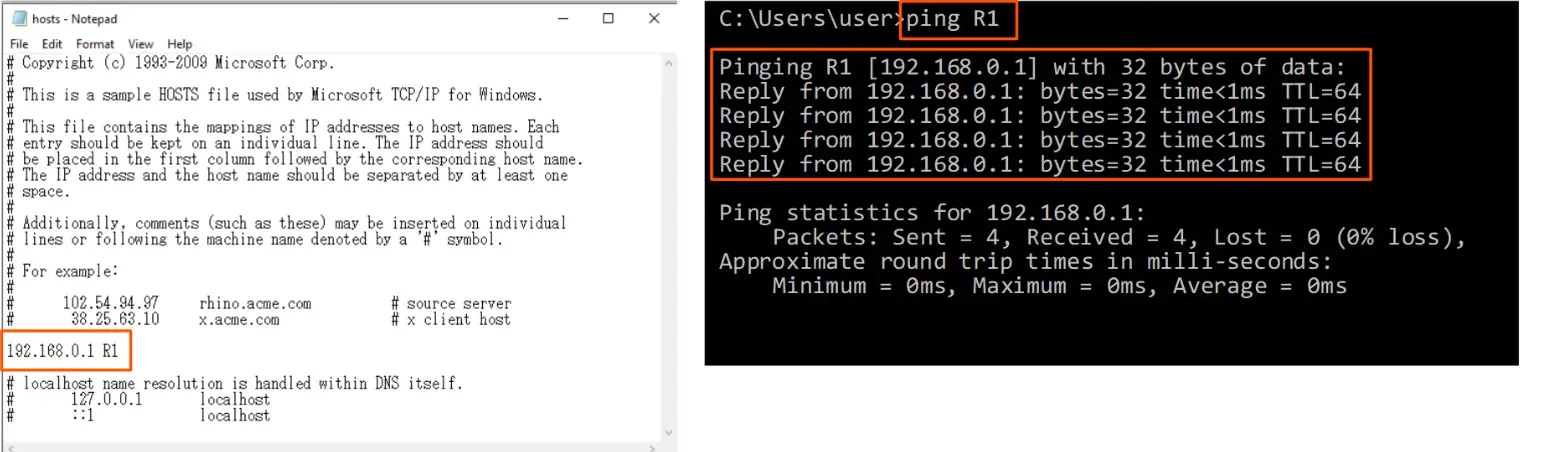 hosts - Notepad
File Edit Format View Help
# Copyright (c) 1993-2009 Microsoft Corp.
#
# This is a sample HOSTS file used by Microsoft TCP/IP for Windows.
#
# This file contains the mappings of IP addresses to host names. Each
# entry should be kept on an individual line. The IP address should
# be placed in the first column followed by the corresponding host name.
# The IP address and the host name should be separated by at least one
# space.
#
# Additionally, comments (such as these) may be inserted on individual
# lines or following the machine name denoted by a '#' symbol.
#
# For example:
#
#      102.54.94.97     rhino.acme.com          # source server
#       38.25.63.10     x.acme.com              # x client host
192.168.0.1 R1
# localhost name resolution is handled within DNS itself.
#       127.0.0.1       localhost
#       ::1             localhost
C:\Users\user>ping R1
Pinging R1 [192.168.0.1] with 32 bytes of data:
Reply from 192.168.0.1: bytes=32 time<1ms TTL=64
Reply from 192.168.0.1: bytes=32 time<1ms TTL=64
Reply from 192.168.0.1: bytes=32 time<1ms TTL=64
Reply from 192.168.0.1: bytes=32 time<1ms TTL=64
Ping statistics for 192.168.0.1:
    Packets: Sent = 4, Received = 4, Lost = 0 (0% loss),
Approximate round trip times in milli-seconds:
    Minimum = 0ms, Maximum = 0ms, Average = 0ms